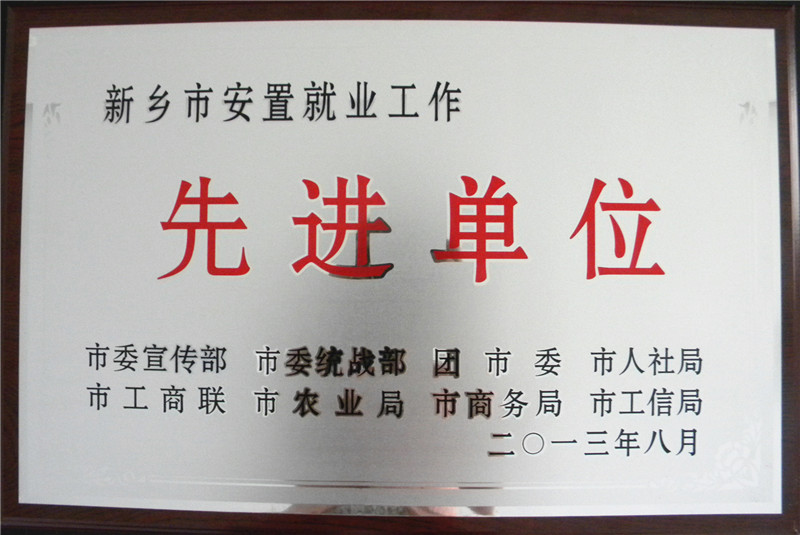 新乡市安置就业工作
先进单位
市委宣传部 市委统战部 团市委 市人社局
市工商联 市农业局 市商务局 市工信局
二〇一三年八月